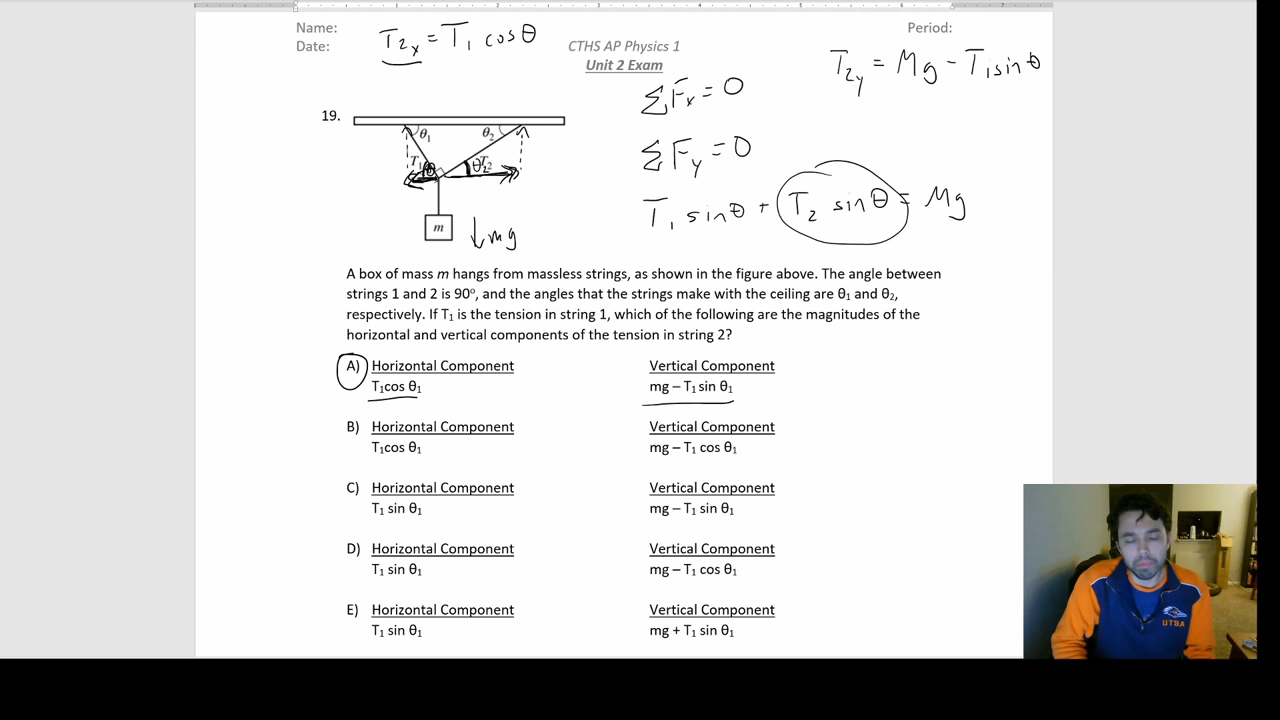 Name:
Period:
T₂ₓ = T₁ cos θ
Date:
CTHS AP Physics 1
Unit 2 Exam
T₂y = Mg - T₁ sin θ
ΣFₓ = 0
19.
θ₁ θ₂
ΣFy = 0
T₁ θ T₂
T₁ sin θ + T₂ sin θ = Mg
m ↓mg
A box of mass m hangs from massless strings, as shown in the figure above. The angle between
strings 1 and 2 is 90°, and the angles that the strings make with the ceiling are θ₁ and θ₂,
respectively. If T₁ is the tension in string 1, which of the following are the magnitudes of the
horizontal and vertical components of the tension in string 2?
A) Horizontal Component Vertical Component
T₁cos θ₁ mg – T₁ sin θ₁
B) Horizontal Component Vertical Component
T₁cos θ₁ mg – T₁ cos θ₁
C) Horizontal Component Vertical Component
T₁ sin θ₁ mg – T₁ sin θ₁
D) Horizontal Component Vertical Component
T₁ sin θ₁ mg – T₁ cos θ₁
E) Horizontal Component Vertical Component
T₁ sin θ₁ mg + T₁ sin θ₁
UTSA